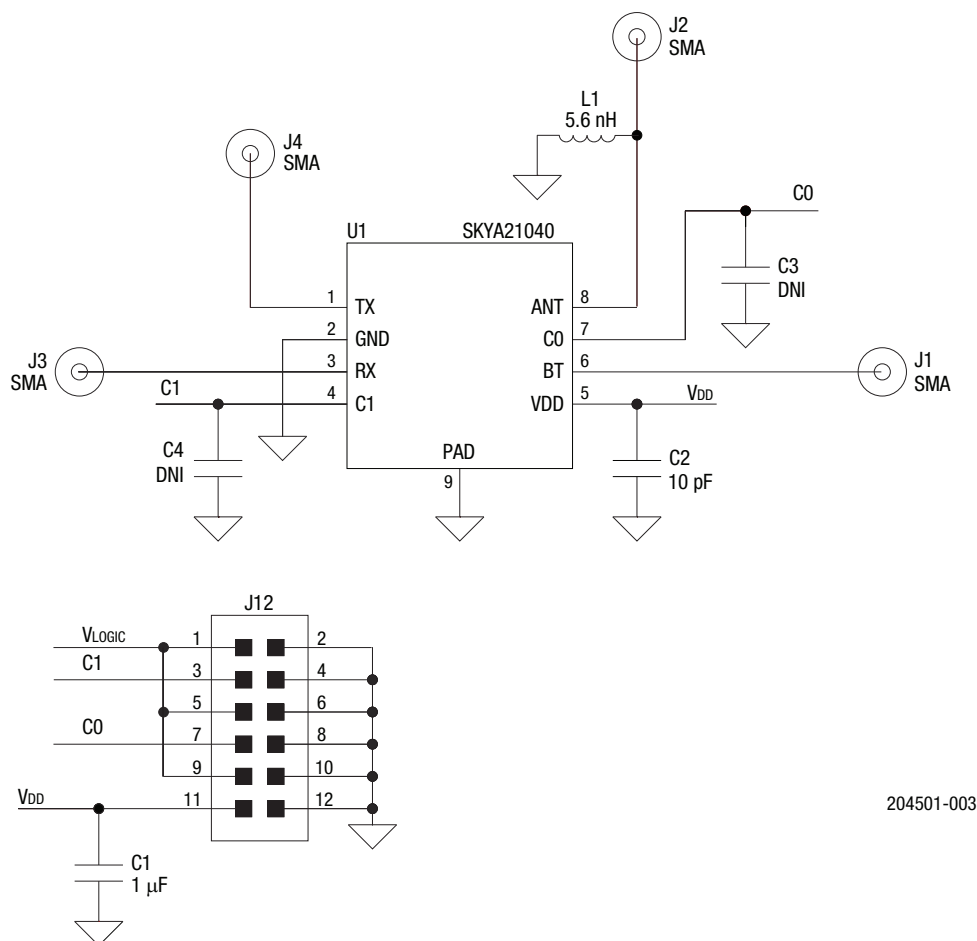 J2
SMA
L1
5.6 nH
J4
SMA
C0
U1
SKYA21040
C3
DNI
1
TX
ANT
8
2
GND
C0
7
J3
SMA
3
RX
BT
6
J1
SMA
C1
4
C1
VDD
5
VDD
C4
DNI
PAD
9
C2
10 pF
J12
VLOGIC
1
2
C1
3
4
5
6
C0
7
8
9
10
VDD
11
12
204501-003
C1
1 µF